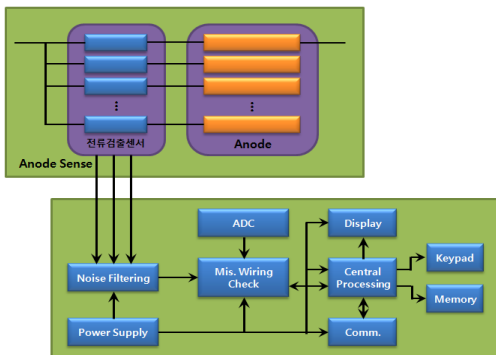 전류검출센서
Anode
Anode Sense
ADC
Display
Noise Filtering
Mis. Wiring
Check
Central
Processing
Keypad
Memory
Power Supply
Comm.